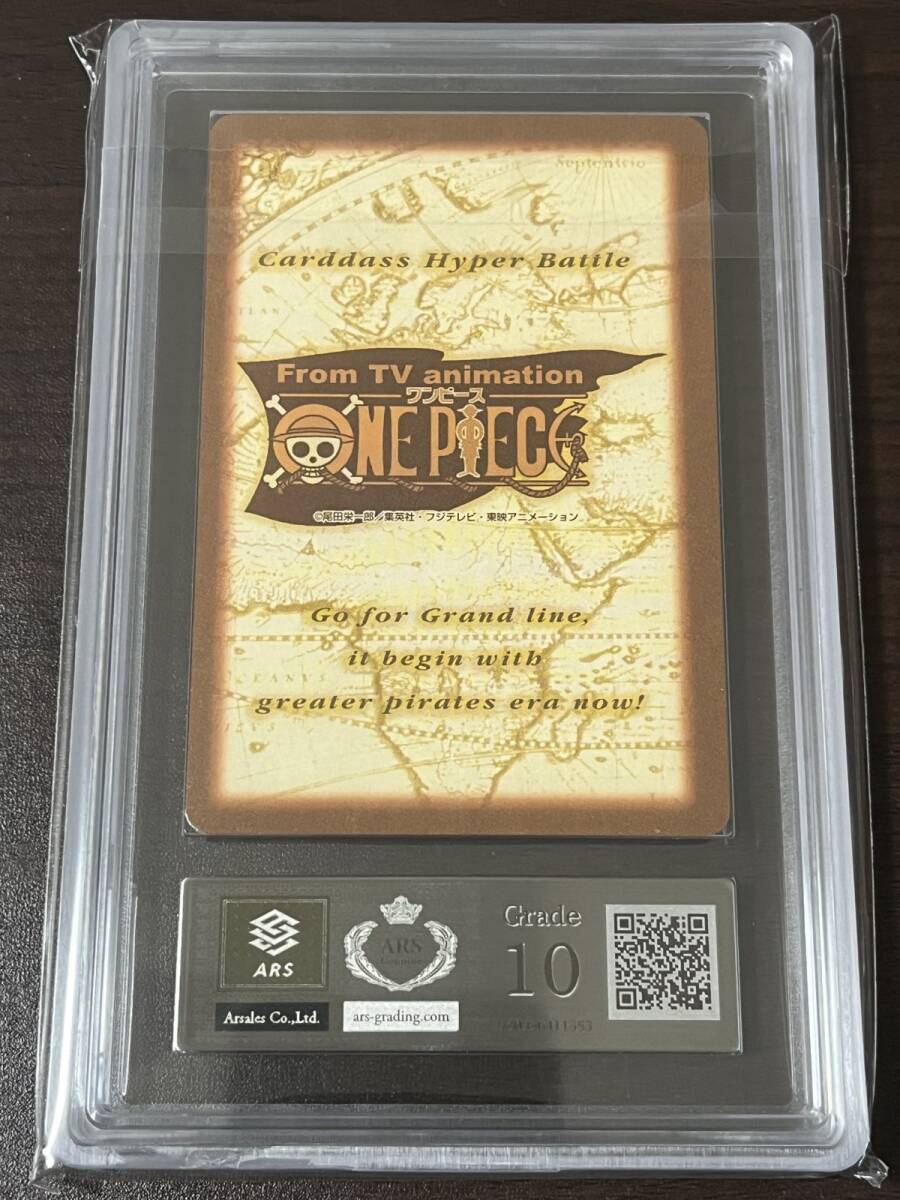 Septentrio
Carddass Hyper Battle
From TV animation
ワンピース
ONE PIECE
©尾田栄一郎／集英社・フジテレビ・東映アニメーション
Go for Grand line,
it begin with
greater pirates era now!
ARS
Arsales Co.,Ltd.
ARS
Genuine
ars-grading.com
Grade
10